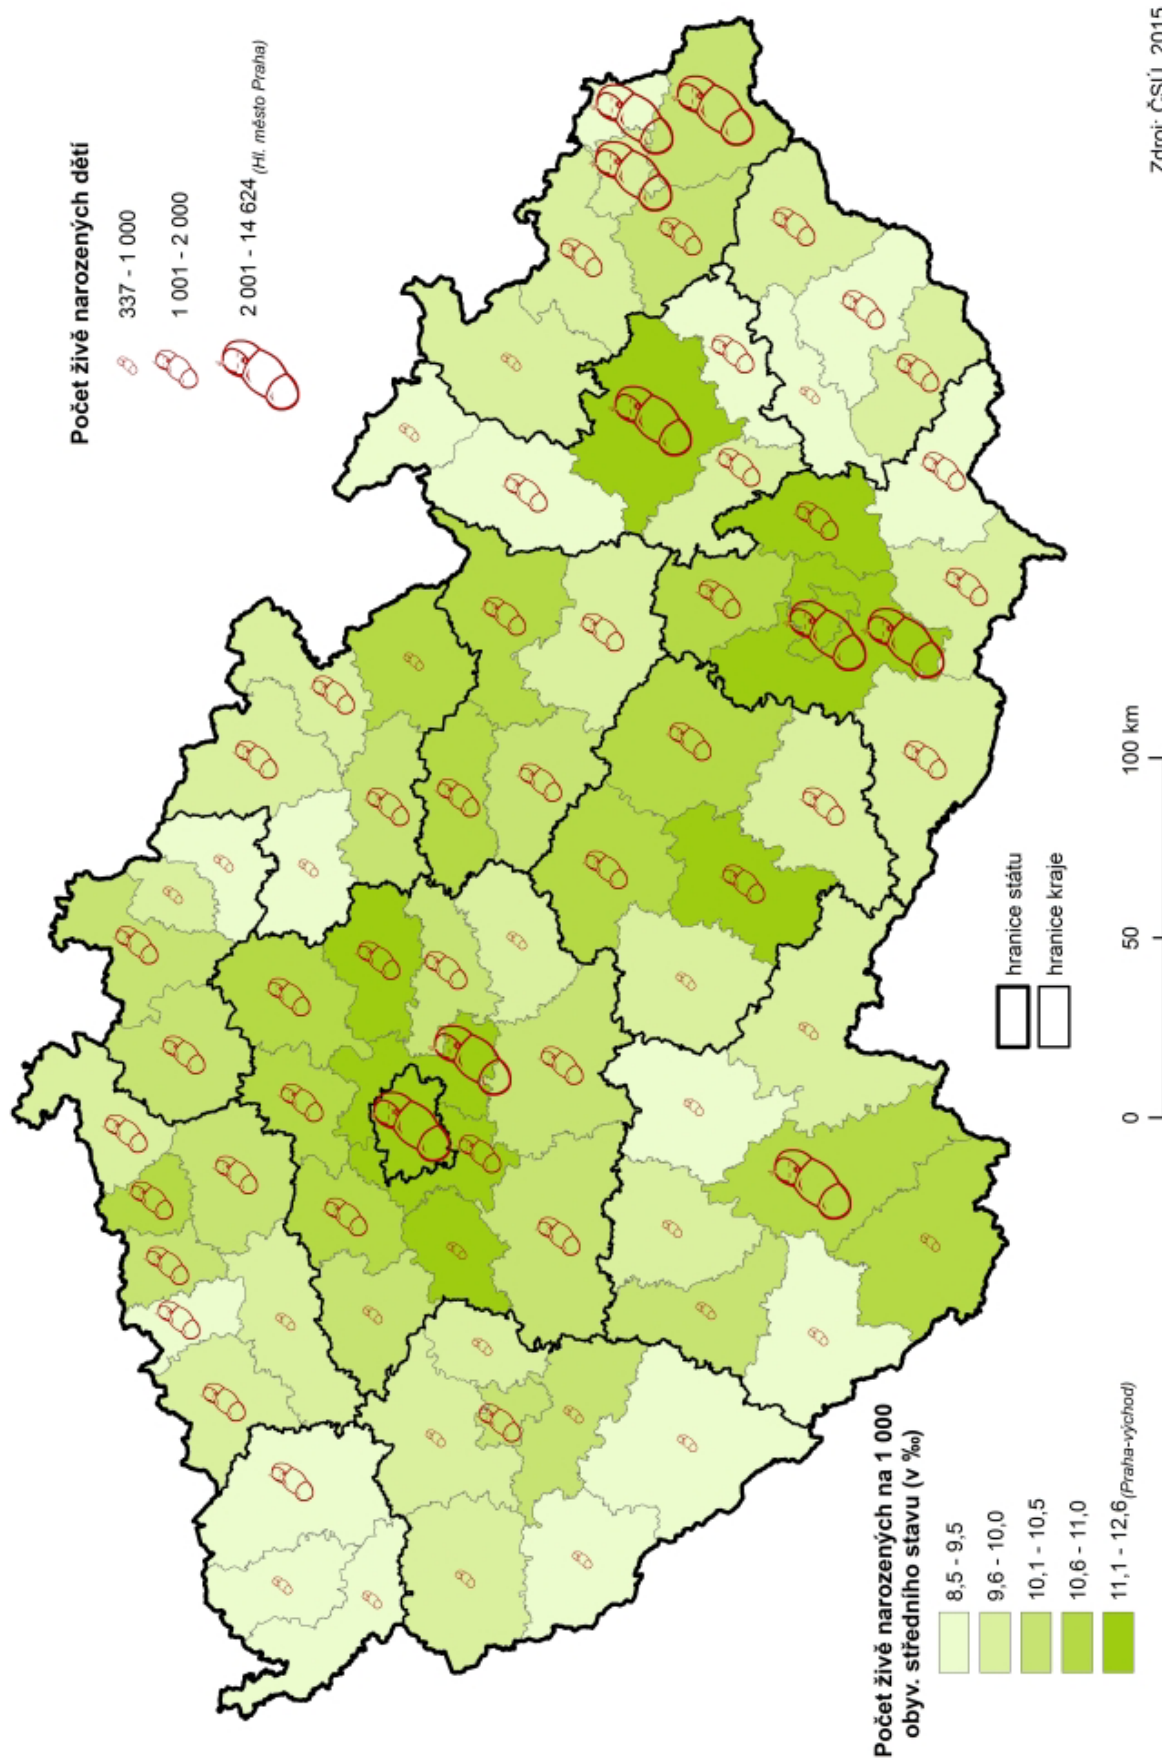 Počet živě narozených dětí
337 - 1 000
1 001 - 2 000
2 001 - 14 624 (Hl. město Praha)
Počet živě narozených na 1 000
obyv. středního stavu (v ‰)
8,5 - 9,5
9,6 - 10,0
10,1 - 10,5
10,6 - 11,0
11,1 - 12,6 (Praha-východ)
hranice státu
hranice kraje
0 50 100 km
Zdroj: ČSÚ, 2015